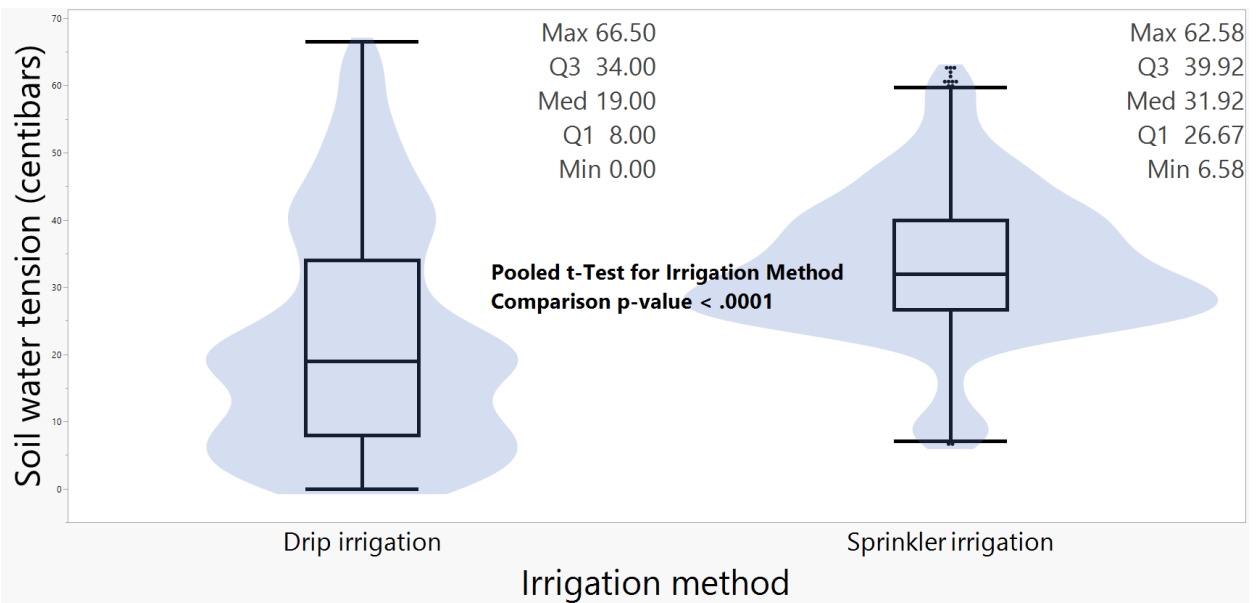 Soil water tension (centibars)
70
60
50
40
30
20
10
0
Max 66.50
Q3 34.00
Med 19.00
Q1 8.00
Min 0.00
Max 62.58
Q3 39.92
Med 31.92
Q1 26.67
Min 6.58
Pooled t-Test for Irrigation Method
Comparison p-value < .0001
Drip irrigation
Sprinkler irrigation
Irrigation method